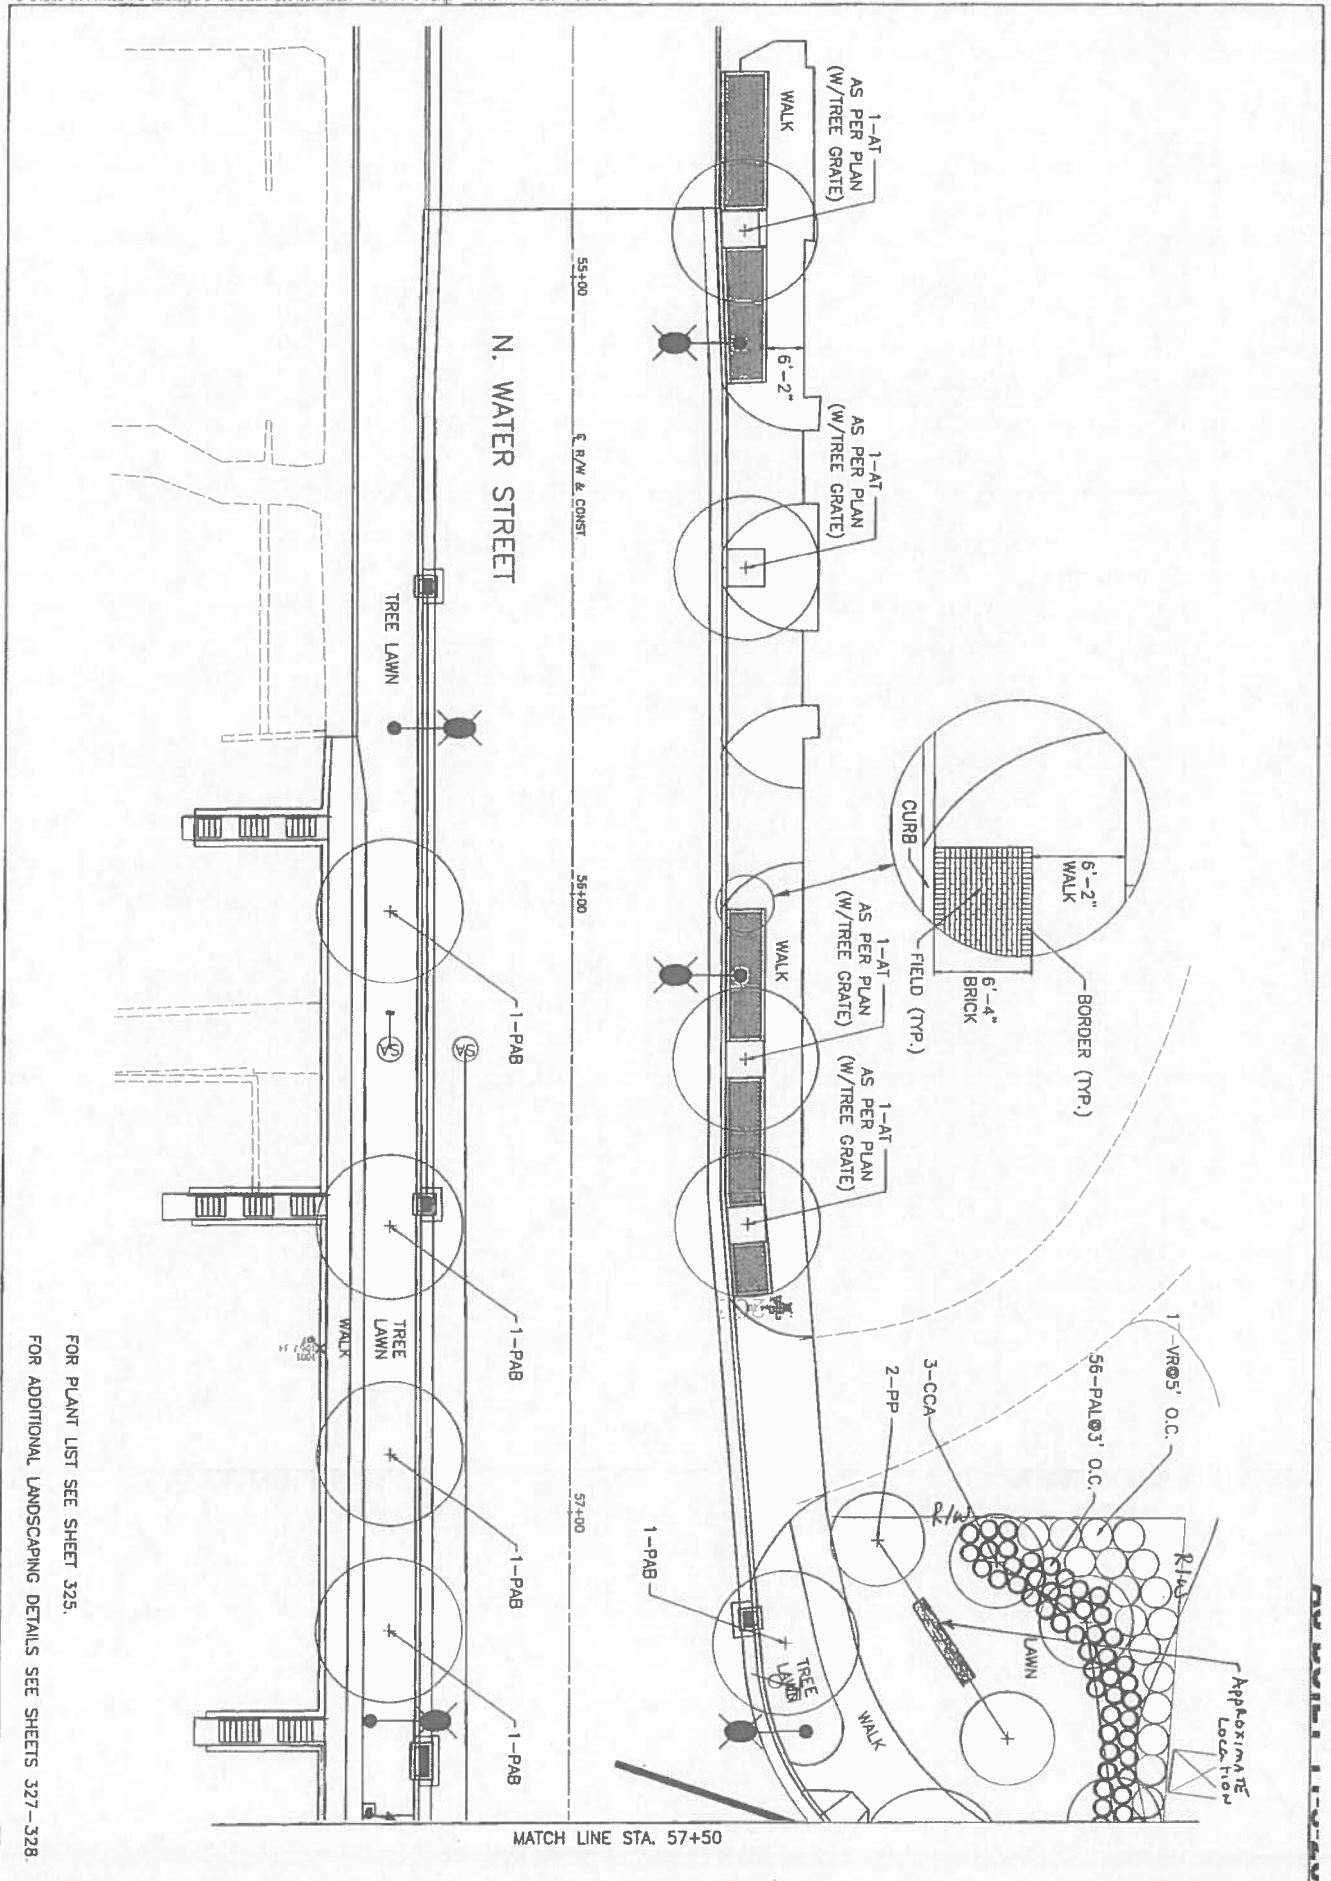 1-AT
AS PER PLAN
(W/TREE GRATE)
WALK
6'-2"
1-AT
AS PER PLAN
(W/TREE GRATE)
55+00
N. WATER STREET
℄ R/W & CONST.
TREE LAWN
56+00
CURB
6'-2"
WALK
FIELD (TYP.)
6'-4"
BRICK
BORDER (TYP.)
WALK
1-AT
AS PER PLAN
(W/TREE GRATE)
1-AT
AS PER PLAN
(W/TREE GRATE)
1-PAB
SA
SA
1-PAB
TREE
LAWN
WALK
1-PAB
1-PAB
57+00
1-PAB
17-VR@5' O.C.
56-PAL@3' O.C.
3-CCA
2-PP
R/W
R/W
LAWN
Approximate
Location
TREE
LAWN
WALK
MATCH LINE STA. 57+50
FOR PLANT LIST SEE SHEET 325.
FOR ADDITIONAL LANDSCAPING DETAILS SEE SHEETS 327-328.